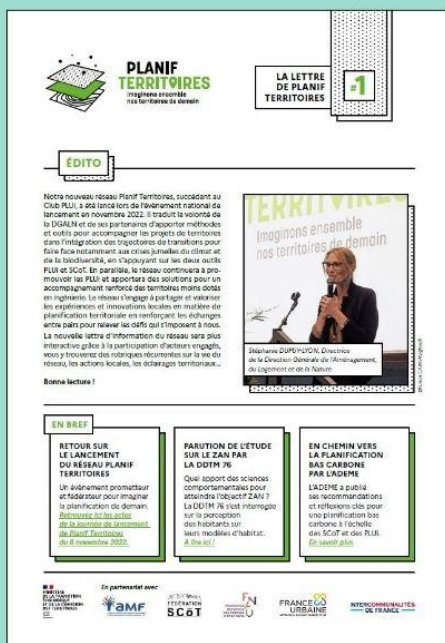 PLANIF
TERRITOIRES
Imaginons ensemble
nos territoires de demain
LA LETTRE
DE PLANIF
TERRITOIRES
#1
ÉDITO
Notre nouveau réseau Planif Territoires, succédant au
Club PLUi, a été lancé lors de l'événement national de
lancement en novembre 2022. Il traduit la volonté de
la DGALN et de ses partenaires d'apporter méthodes
et outils pour accompagner les projets de territoires
dans l'intégration des trajectoires de transitions pour
faire face notamment aux crises jumelles du climat et
de la biodiversité, en s'appuyant sur les deux outils
PLUi et SCoT. En parallèle, le réseau continuera à pro-
mouvoir les PLUi et apportera des solutions pour un
accompagnement renforcé des territoires moins dotés
en ingénierie. Le réseau s'engage à partager et valoriser
les expériences et innovations locales en matière de
planification territoriale en renforçant les échanges
entre pairs pour relever les défis qui s'imposent à nous.
La nouvelle lettre d'information du réseau sera plus
interactive grâce à la participation d'acteurs engagés,
vous y trouverez des rubriques récurrentes sur la vie du
réseau, les actions locales, les éclairages territoriaux...
Bonne lecture !
TERRITOIRES
Imaginons ensemble
nos territoires de demain
Stéphanie DUPUY-LYON, Directrice
de la Direction Générale de l'Aménagement,
du Logement et de la Nature
EN BREF
RETOUR SUR
LE LANCEMENT
DU RÉSEAU PLANIF
TERRITOIRES
Un évènement prometteur
et fédérateur pour imaginer
la planification de demain.
Retrouvez ici les actes
de la journée de lancement
de Planif Territoires
du 8 novembre 2022.
PARUTION DE L'ÉTUDE
SUR LE ZAN PAR
LA DDTM 76
Quel apport des sciences
comportementales pour
atteindre l'objectif ZAN ?
La DDTM 76 s'est interrogée
sur la perception
des habitants sur
leurs modèles d'habitat.
A lire ici !
EN CHEMIN VERS
LA PLANIFICATION
BAS CARBONE
PAR L'ADEME
L'ADEME a publié
ses recommandations
et réflexions clés pour
une planification bas
carbone à l'échelle
des SCoT et des PLUi.
En savoir plus
En partenariat avec
MINISTÈRE
DE LA TRANSITION
ÉCOLOGIQUE
ET DE LA COHÉSION
DES TERRITOIRES
AMF
FÉDÉRATION
SCoT
FRANCE
URBAINE
INTERCOMMUNALITÉS
DE FRANCE